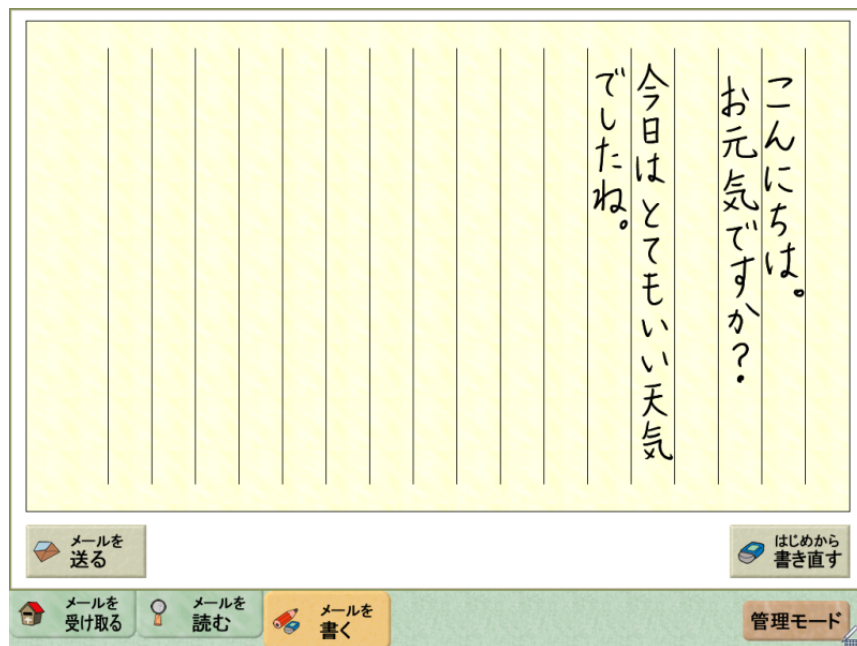 こんにちは。
お元気ですか?
今日はとてもいい天気
でしたね。
メールを
送る
はじめから
書き直す
メールを
受け取る
メールを
読む
メールを
書く
管理モード